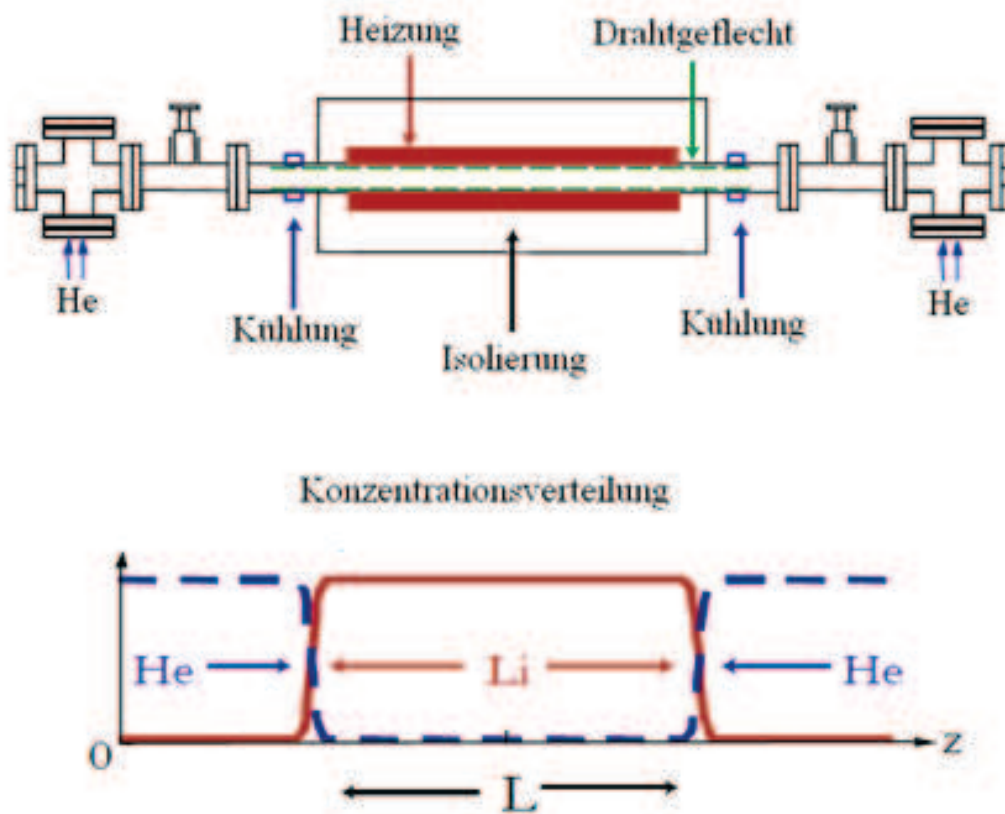 Heizung Drahtgeflecht
He Kühlung Isolierung Kühlung He
Konzentrationsverteilung
He Li He
0 z
L